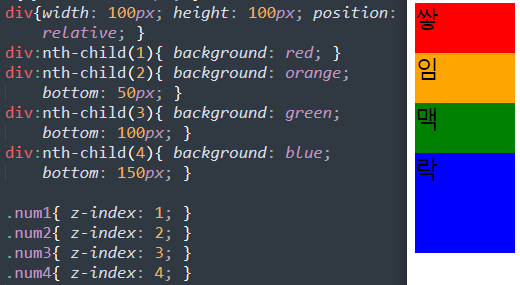 div{width: 100px; height: 100px; position:
relative; }
div:nth-child(1){ background: red; }
div:nth-child(2){ background: orange;
bottom: 50px; }
div:nth-child(3){ background: green;
bottom: 100px; }
div:nth-child(4){ background: blue;
bottom: 150px; }
.num1{ z-index: 1; }
.num2{ z-index: 2; }
.num3{ z-index: 3; }
.num4{ z-index: 4; }
쌓
임
맥
락